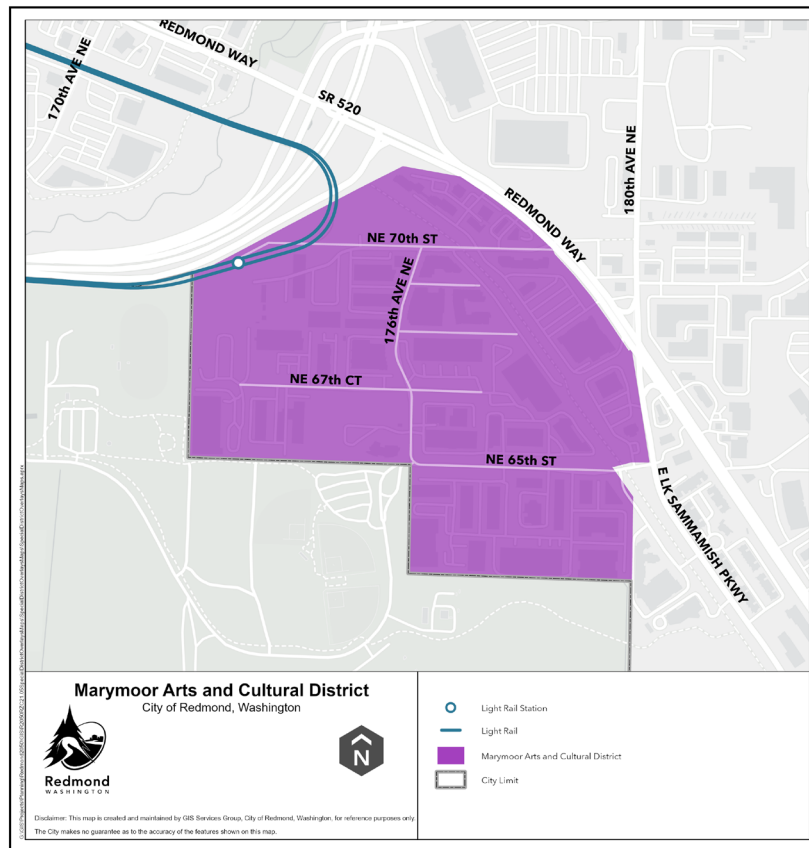 REDMOND WAY
170th AVE NE
SR 520
180th AVE NE
REDMOND WAY
NE 70th ST
176th AVE NE
NE 67th CT
NE 65th ST
E LK SAMMAMISH PKWY
Marymoor Arts and Cultural District
City of Redmond, Washington
Redmond
WASHINGTON
N
Disclaimer: This map is created and maintained by GIS Services Group, City of Redmond, Washington, for reference purposes only.
The City makes no guarantee as to the accuracy of the features shown on this map.
Light Rail Station
Light Rail
Marymoor Arts and Cultural District
City Limit